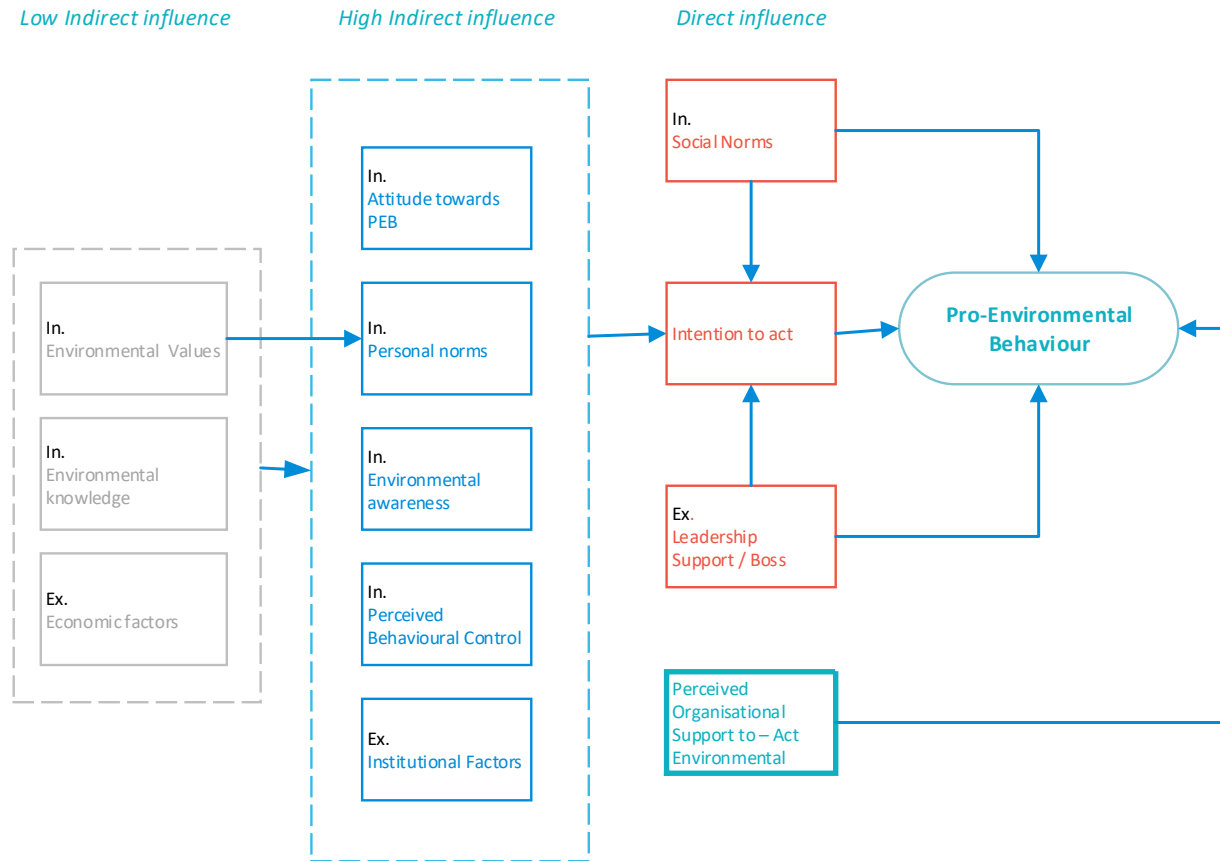 Low Indirect influence
High Indirect influence
Direct influence
In.
Environmental Values
In.
Environmental
knowledge
Ex.
Economic factors
In.
Attitude towards
PEB
In.
Personal norms
In.
Environmental
awareness
In.
Perceived
Behavioural Control
Ex.
Institutional Factors
In.
Social Norms
Intention to act
Ex.
Leadership
Support / Boss
Perceived
Organisational
Support to – Act
Environmental
Pro-Environmental
Behaviour